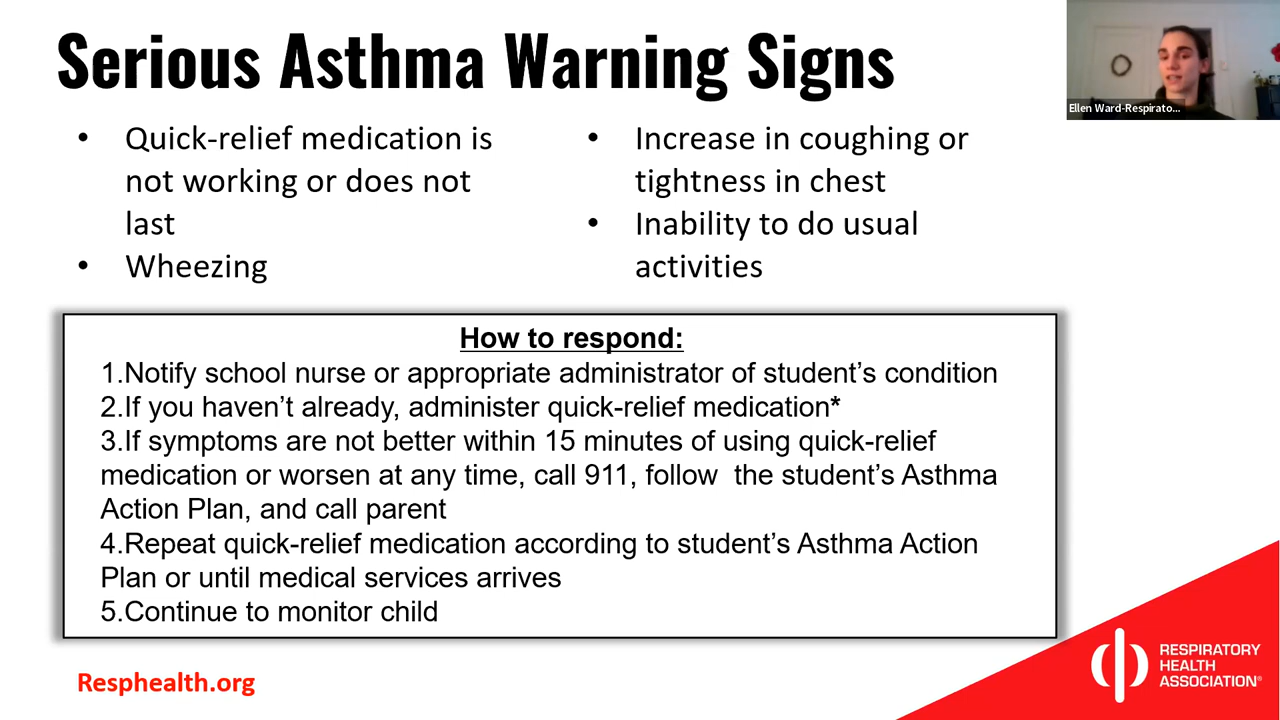 Serious Asthma Warning Signs
• Quick-relief medication is
not working or does not
last
• Wheezing
• Increase in coughing or
tightness in chest
• Inability to do usual
activities
How to respond:
1.Notify school nurse or appropriate administrator of student’s condition
2.If you haven’t already, administer quick-relief medication*
3.If symptoms are not better within 15 minutes of using quick-relief
medication or worsen at any time, call 911, follow  the student’s Asthma
Action Plan, and call parent
4.Repeat quick-relief medication according to student’s Asthma Action
Plan or until medical services arrives
5.Continue to monitor child
Resphealth.org
RESPIRATORY
HEALTH
ASSOCIATION®
Ellen Ward-Respirato...